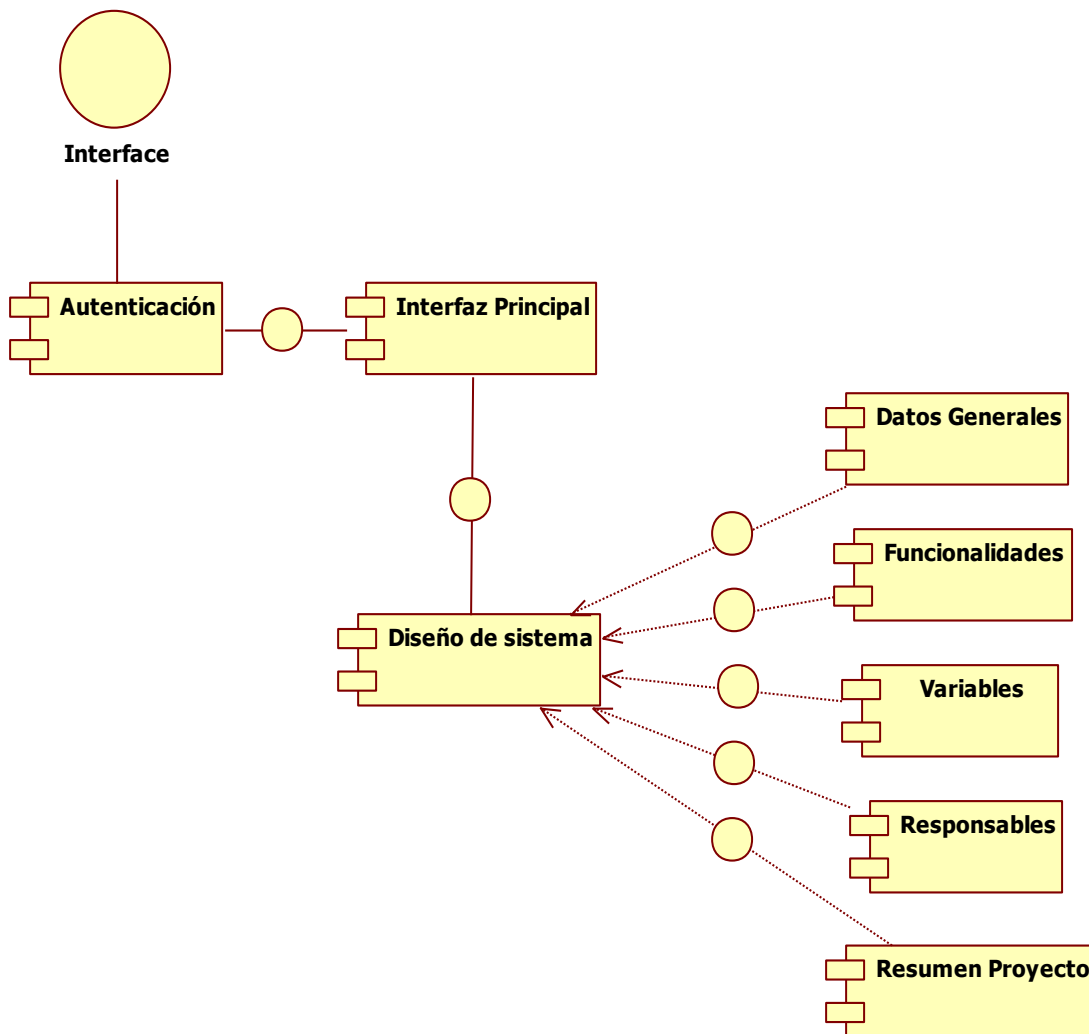 Interface
Autenticación
Interfaz Principal
Datos Generales
Funcionalidades
Diseño de sistema
Variables
Responsables
Resumen Proyecto